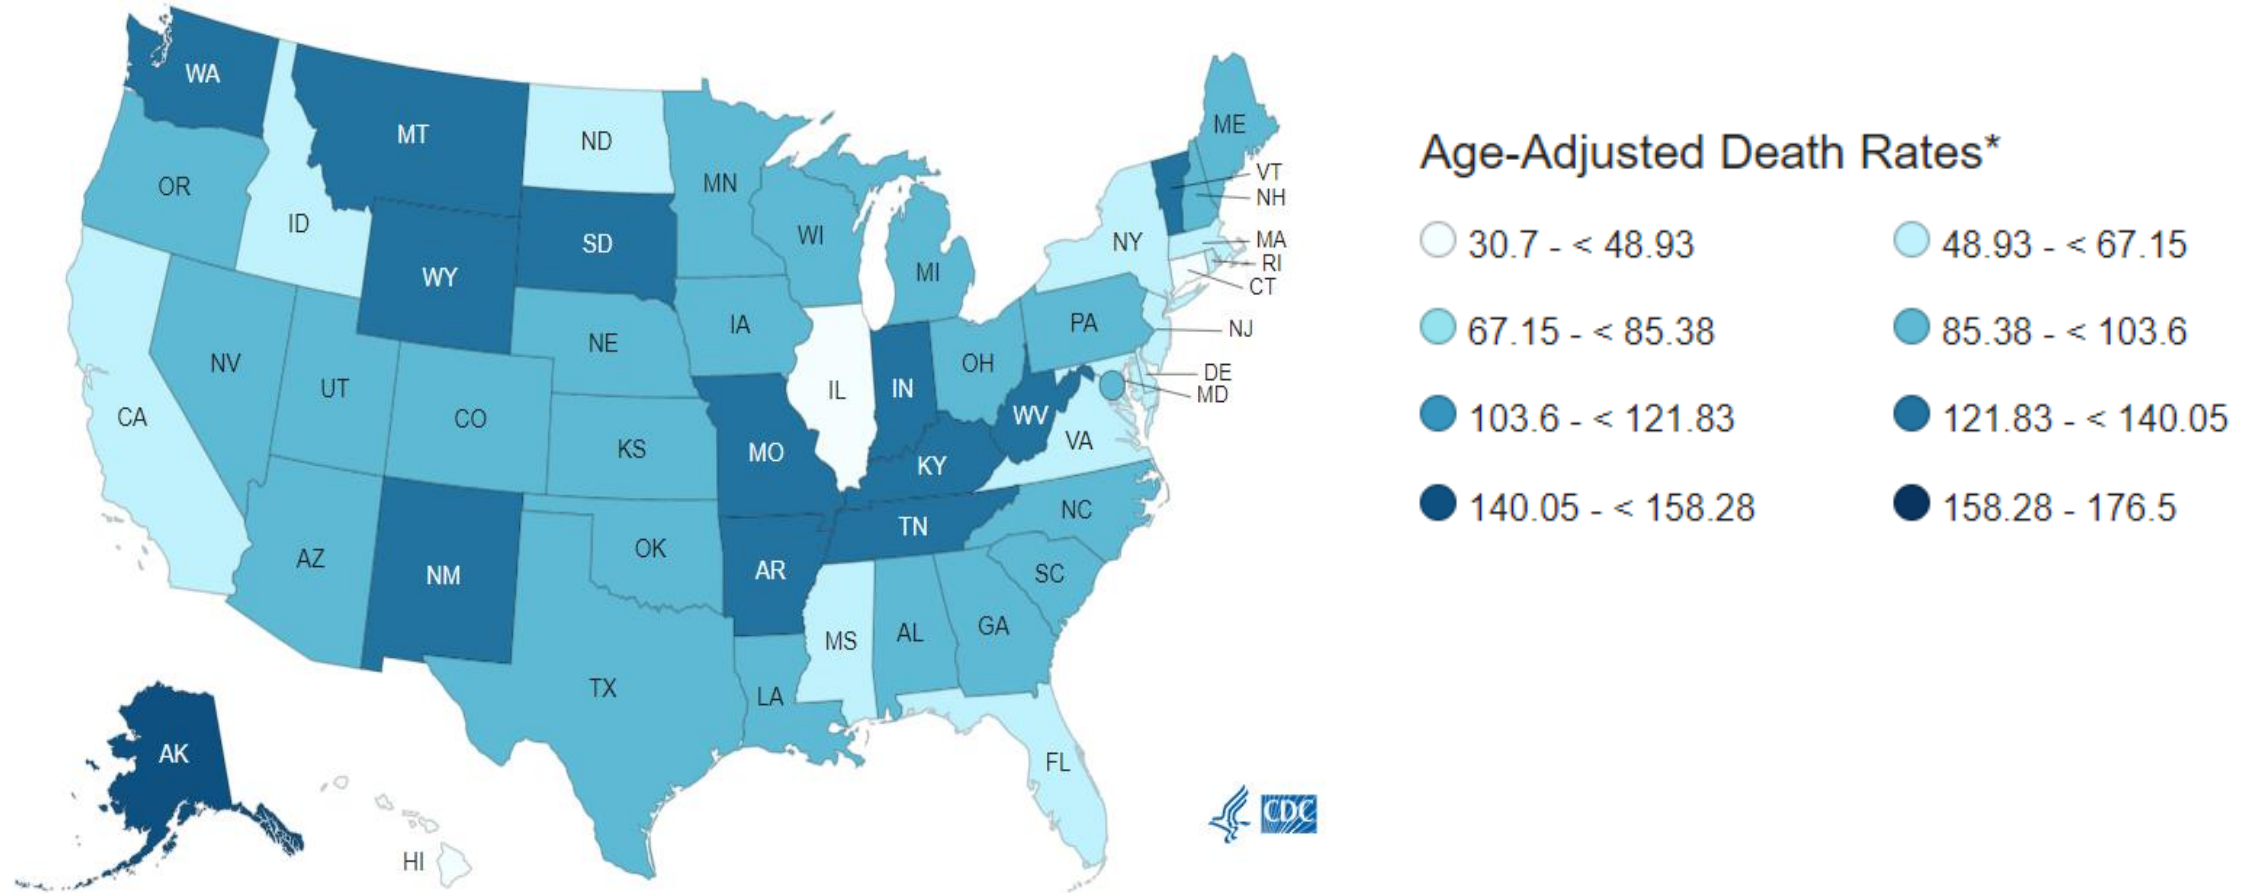 WA
MT
ND
MN
ME
VT
NH
OR
ID
WY
SD
WI
MI
NY
MA
RI
CT
NJ
NV
UT
CO
NE
IA
IL
IN
OH
PA
DE
MD
CA
KS
MO
KY
WV
VA
AZ
NM
OK
AR
TN
NC
SC
TX
LA
MS
AL
GA
FL
AK
HI
CDC
Age-Adjusted Death Rates*
30.7 - < 48.93
48.93 - < 67.15
67.15 - < 85.38
85.38 - < 103.6
103.6 - < 121.83
121.83 - < 140.05
140.05 - < 158.28
158.28 - 176.5